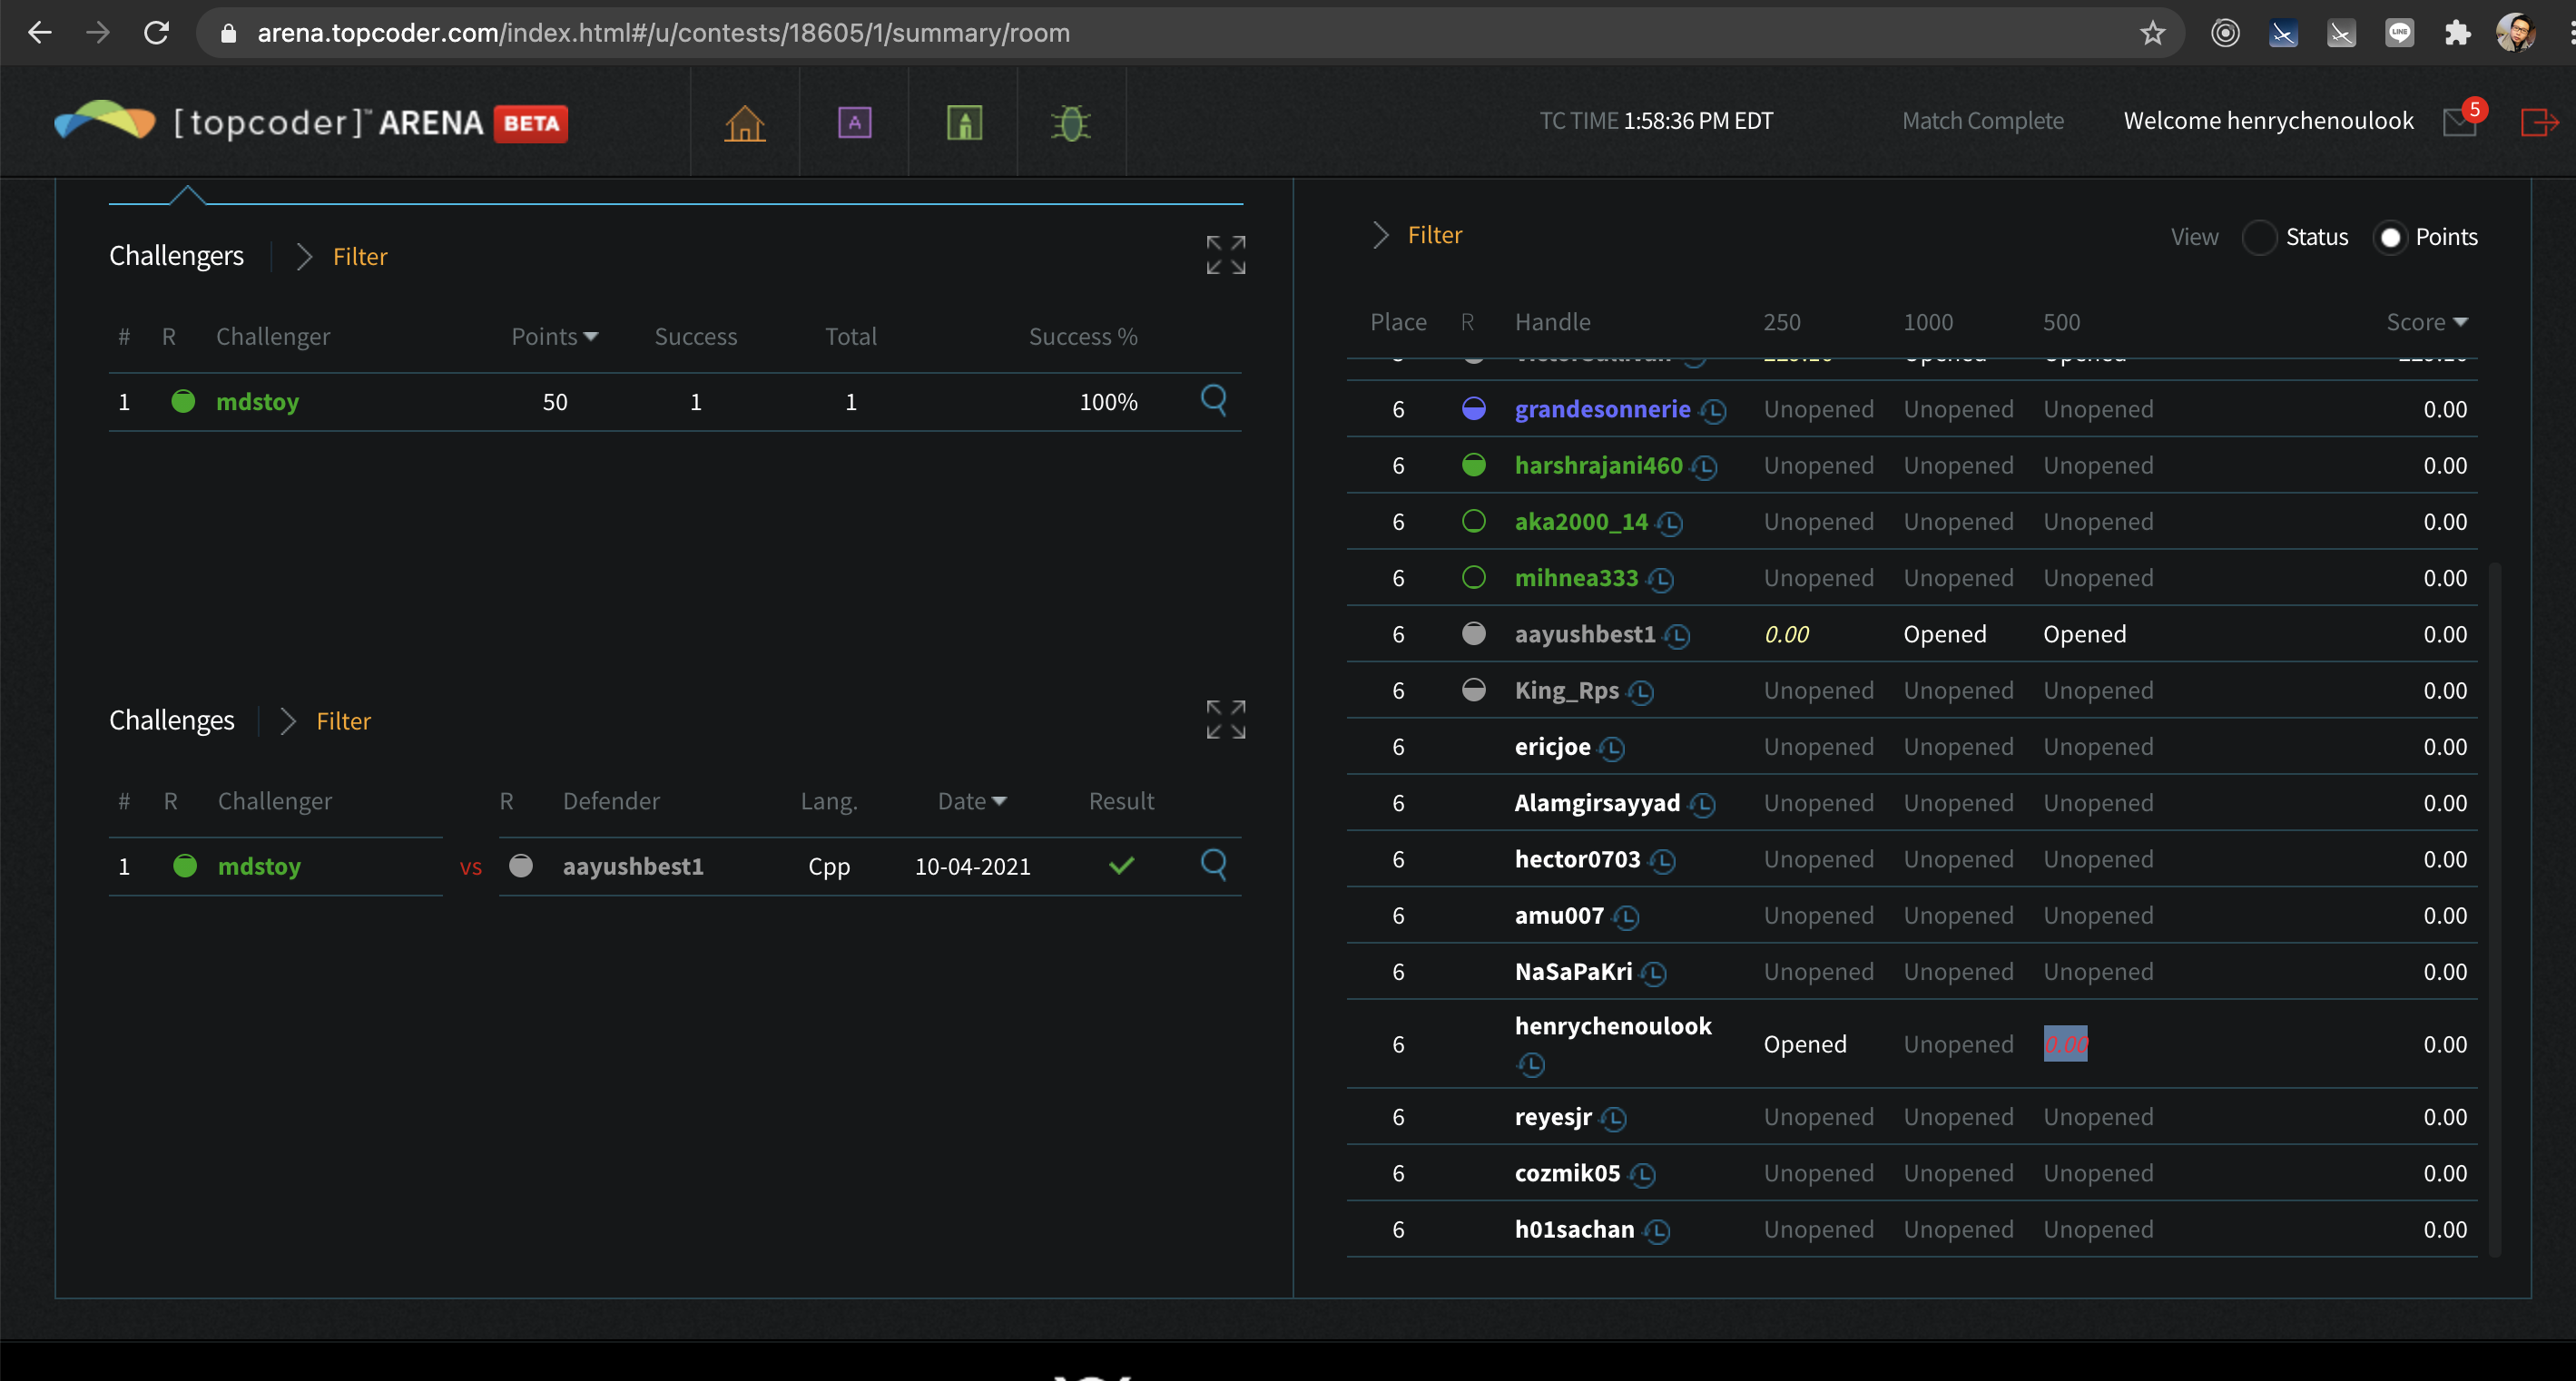 arena.topcoder.com/index.html#/u/contests/18605/1/summary/room
[topcoder]™ ARENA BETA
TC TIME 1:58:36 PM EDT
Match Complete
Welcome henrychenoulook
5
Challengers
Filter
# R Challenger Points Success Total Success %
1 mdstoy 50 1 1 100%
Challenges
Filter
# R Challenger R Defender Lang. Date Result
1 mdstoy vs aayushbest1 Cpp 10-04-2021
Filter
View Status Points
Place R Handle 250 1000 500 Score
6 grandesonnerie Unopened Unopened Unopened 0.00
6 harshrajani460 Unopened Unopened Unopened 0.00
6 aka2000_14 Unopened Unopened Unopened 0.00
6 mihnea333 Unopened Unopened Unopened 0.00
6 aayushbest1 0.00 Opened Opened 0.00
6 King_Rps Unopened Unopened Unopened 0.00
6 ericjoe Unopened Unopened Unopened 0.00
6 Alamgirsayyad Unopened Unopened Unopened 0.00
6 hector0703 Unopened Unopened Unopened 0.00
6 amu007 Unopened Unopened Unopened 0.00
6 NaSaPaKri Unopened Unopened Unopened 0.00
6 henrychenoulook Opened Unopened 0.00 0.00
6 reyesjr Unopened Unopened Unopened 0.00
6 cozmik05 Unopened Unopened Unopened 0.00
6 h01sachan Unopened Unopened Unopened 0.00